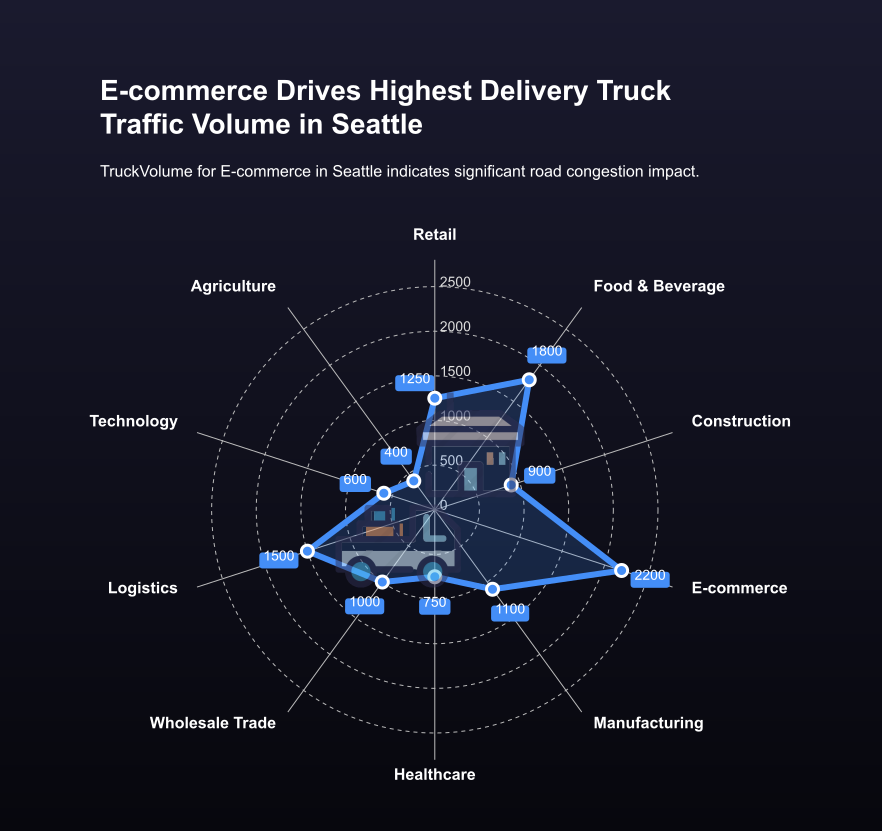 E-commerce Drives Highest Delivery Truck
Traffic Volume in Seattle
TruckVolume for E-commerce in Seattle indicates significant road congestion impact.
Retail
Agriculture
Food & Beverage
2500
2000
1800
1500
1250
1000
Technology
Construction
400
500
900
600
0
1500
2200
Logistics
E-commerce
1000
750
1100
Wholesale Trade
Manufacturing
Healthcare